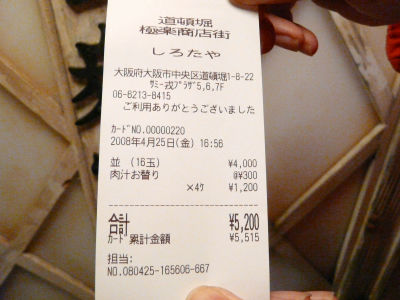 道頓堀
極楽商店街
しろたや
大阪府大阪市中央区道頓堀1-8-22
ｻﾐｰ戎ﾌﾟﾗｻﾞ5,6,7F
06-6213-8415
ご利用ありがとうございました
ｶｰﾄﾞNO.00000220
2008年4月25日(金) 16:56
並 (16玉) ¥4,000
肉汁お替り @¥300
×4ｹ ¥1,200
合計 ¥5,200
ｶｰﾄﾞ 累計金額 ¥5,515
担当:
NO.080425-165606-667